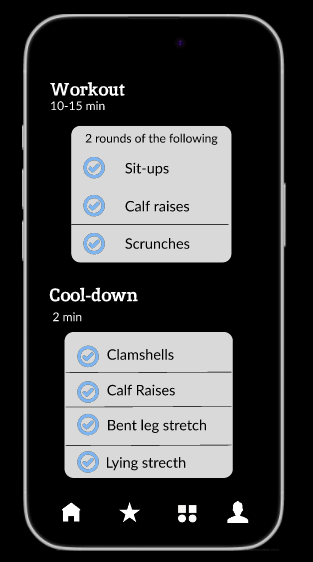 Workout
10-15 min
2 rounds of the following
Sit-ups
Calf raises
Scrunches
Cool-down
2 min
Clamshells
Calf Raises
Bent leg stretch
Lying strecth